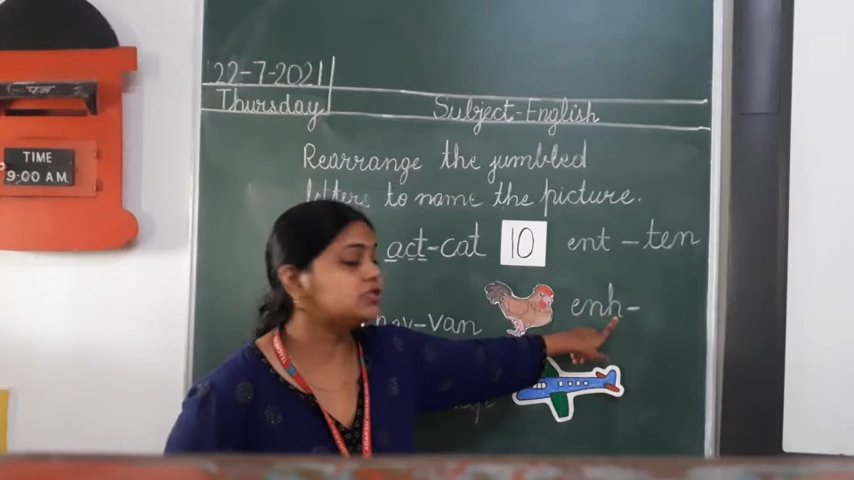 22-7-2021
Thursday
Subject-English
Rearrange the jumbled
letters to name the picture.
act-cat 10 ent-ten
-van enh-
TIME
9:00 A.M.